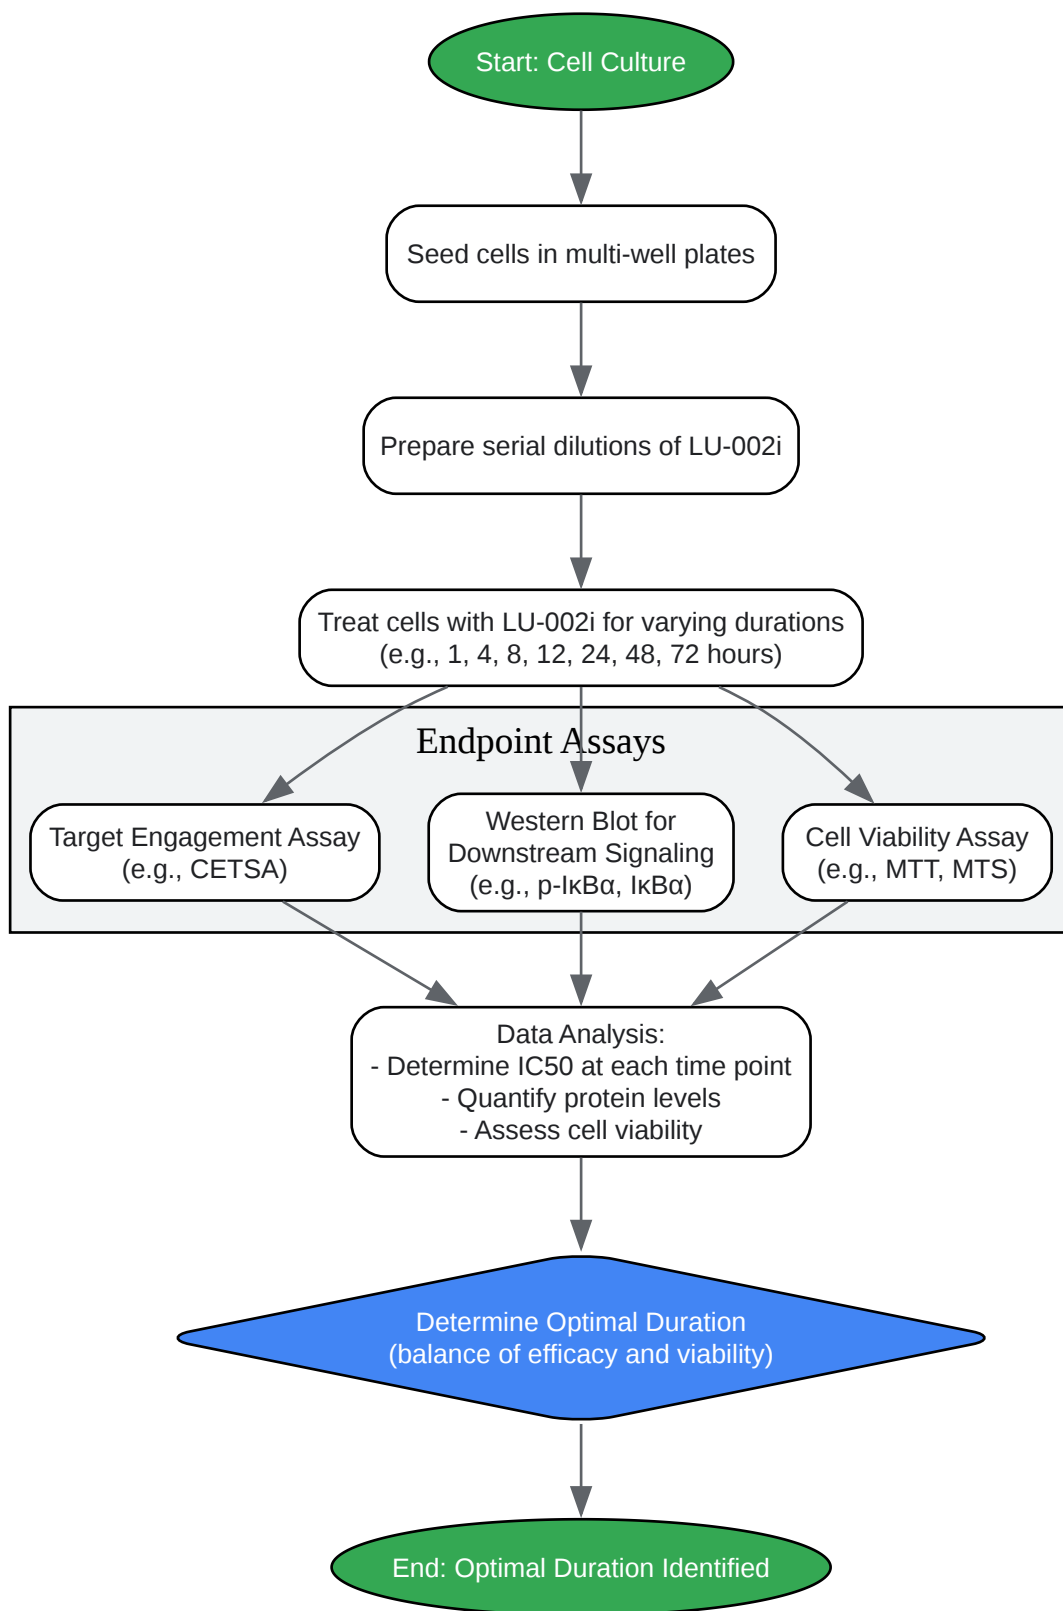 Start: Cell Culture
Seed cells in multi-well plates
Prepare serial dilutions of LU-002i
Treat cells with LU-002i for varying durations
(e.g., 1, 4, 8, 12, 24, 48, 72 hours)
Endpoint Assays
Target Engagement Assay
(e.g., CETSA)
Western Blot for
Downstream Signaling
(e.g., p-IκBα, IκBα)
Cell Viability Assay
(e.g., MTT, MTS)
Data Analysis:
- Determine IC50 at each time point
- Quantify protein levels
- Assess cell viability
Determine Optimal Duration
(balance of efficacy and viability)
End: Optimal Duration Identified